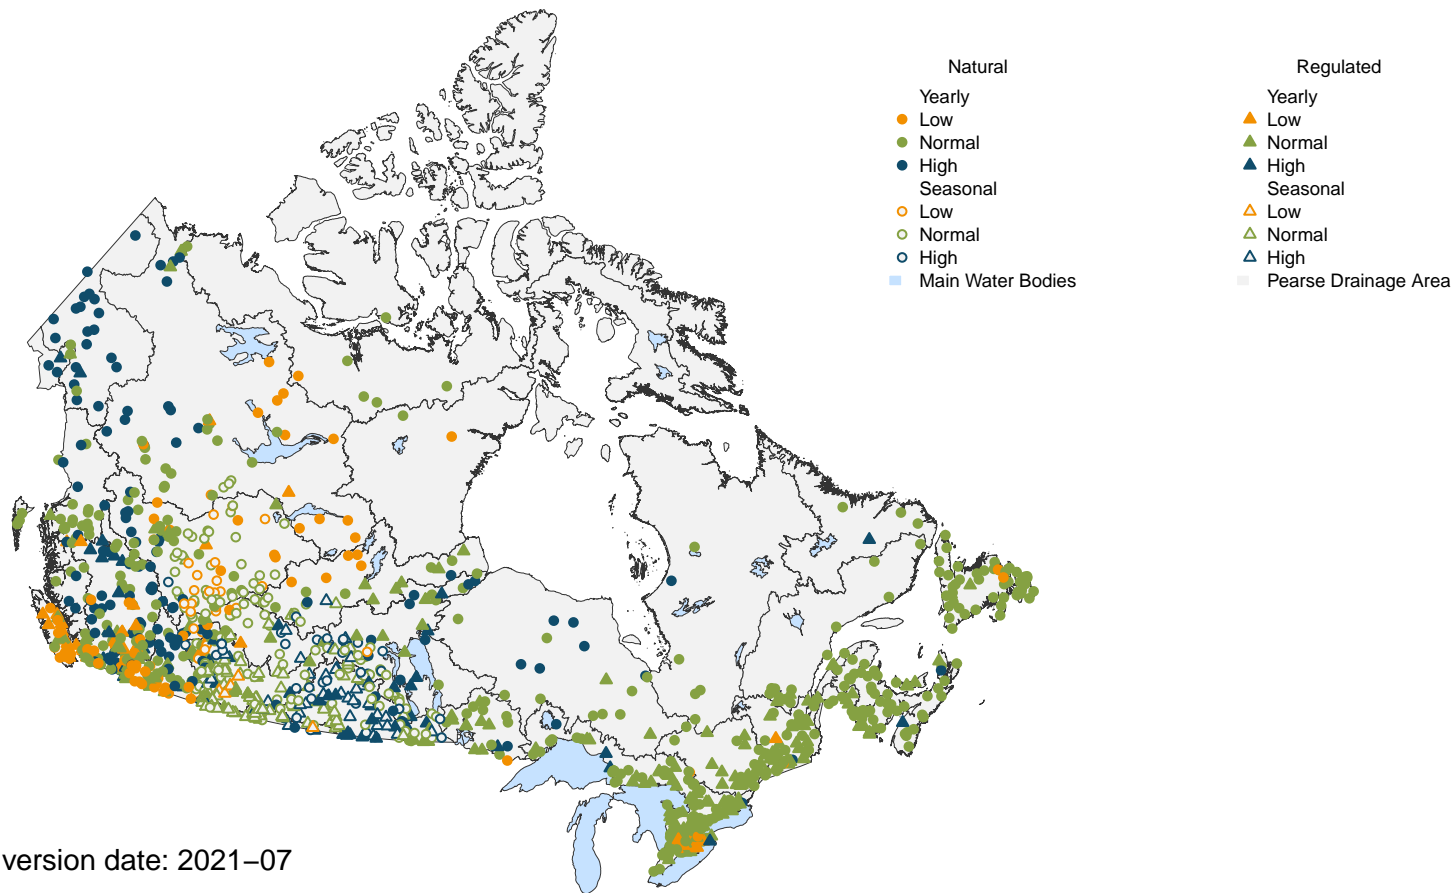 Natural
Yearly
Low
Normal
High
Seasonal
Low
Normal
High
Main Water Bodies
Regulated
Yearly
Low
Normal
High
Seasonal
Low
Normal
High
Pearse Drainage Area
version date: 2021–07